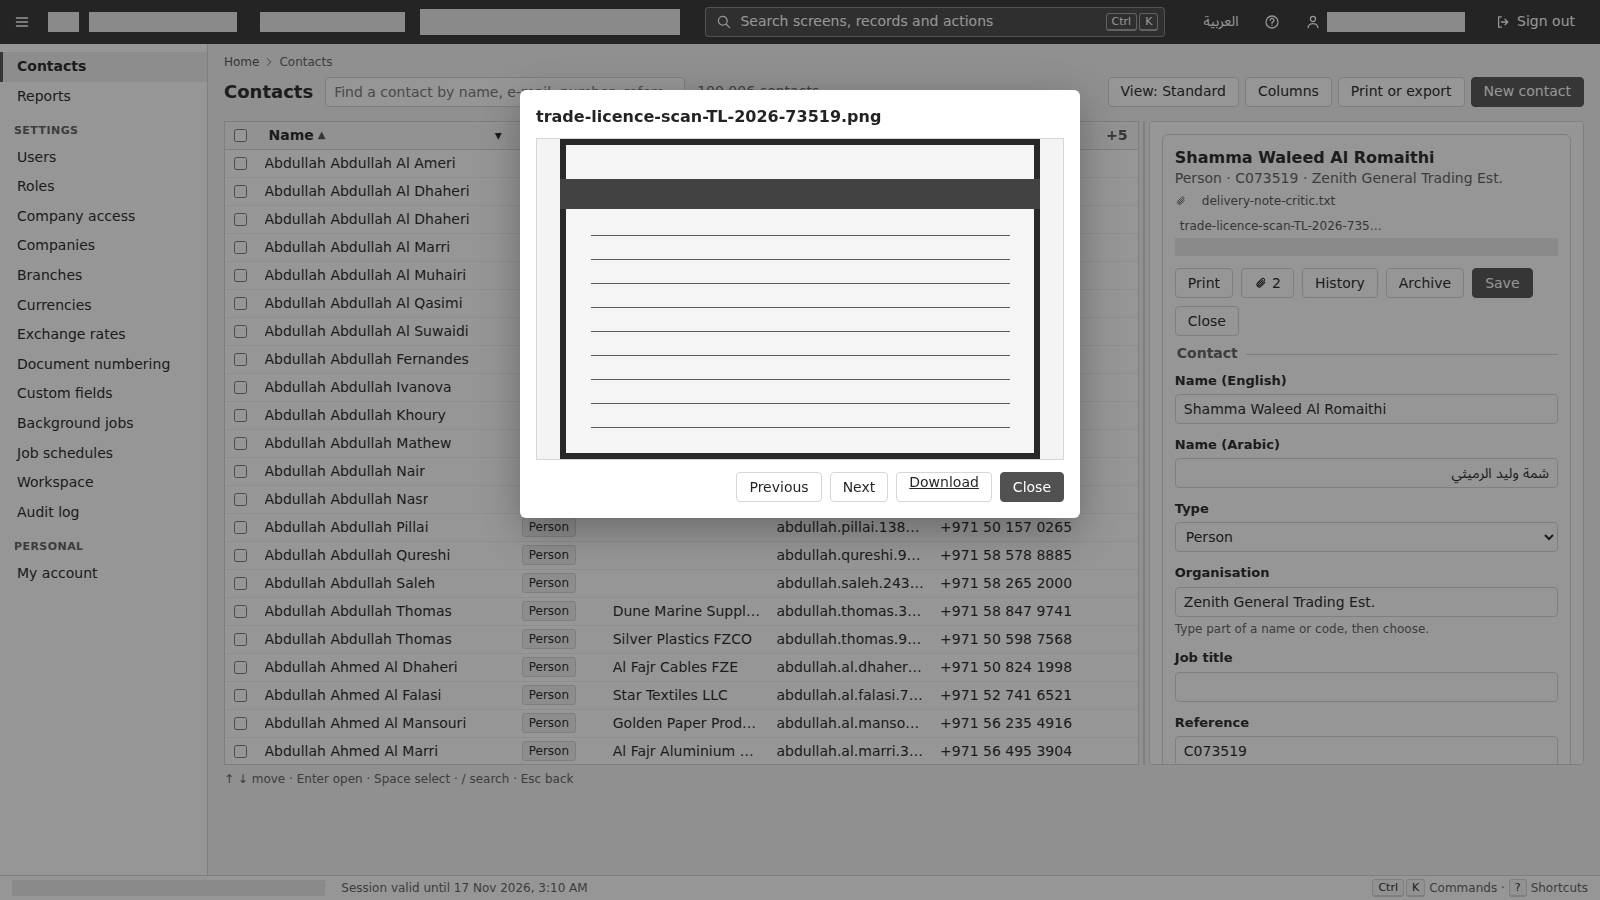 Search screens, records and actions Ctrl K العربية Sign out
Contacts
Reports
SETTINGS
Users
Roles
Company access
Companies
Branches
Currencies
Exchange rates
Document numbering
Custom fields
Background jobs
Job schedules
Workspace
Audit log
PERSONAL
My account
Home Contacts
Contacts Find a contact by name, e- View: Standard Columns Print or export New contact
Name ▲ ▼ +5
Abdullah Abdullah Al Ameri
Abdullah Abdullah Al Dhaheri
Abdullah Abdullah Al Dhaheri
Abdullah Abdullah Al Marri
Abdullah Abdullah Al Muhairi
Abdullah Abdullah Al Qasimi
Abdullah Abdullah Al Suwaidi
Abdullah Abdullah Fernandes
Abdullah Abdullah Ivanova
Abdullah Abdullah Khoury
Abdullah Abdullah Mathew
Abdullah Abdullah Nair
Abdullah Abdullah Nasr
Abdullah Abdullah Pillai Person abdullah.pillai.138… +971 50 157 0265
Abdullah Abdullah Qureshi Person abdullah.qureshi.9… +971 58 578 8885
Abdullah Abdullah Saleh Person abdullah.saleh.243… +971 58 265 2000
Abdullah Abdullah Thomas Person Dune Marine Suppl… abdullah.thomas.3… +971 58 847 9741
Abdullah Abdullah Thomas Person Silver Plastics FZCO abdullah.thomas.9… +971 50 598 7568
Abdullah Ahmed Al Dhaheri Person Al Fajr Cables FZE abdullah.al.dhaher… +971 50 824 1998
Abdullah Ahmed Al Falasi Person Star Textiles LLC abdullah.al.falasi.7… +971 52 741 6521
Abdullah Ahmed Al Mansouri Person Golden Paper Prod… abdullah.al.manso… +971 56 235 4916
Abdullah Ahmed Al Marri Person Al Fajr Aluminium … abdullah.al.marri.3… +971 56 495 3904
↑ ↓ move · Enter open · Space select · / search · Esc back
trade-licence-scan-TL-2026-73519.png
Previous Next Download Close
Shamma Waleed Al Romaithi
Person · C073519 · Zenith General Trading Est.
delivery-note-critic.txt
trade-licence-scan-TL-2026-735…
Print 2 History Archive Save
Close
Contact
Name (English)
Shamma Waleed Al Romaithi
Name (Arabic)
شمة وليد الرميثي
Type
Person
Organisation
Zenith General Trading Est.
Type part of a name or code, then choose.
Job title
Reference
C073519
Session valid until 17 Nov 2026, 3:10 AM Ctrl K Commands · ? Shortcuts